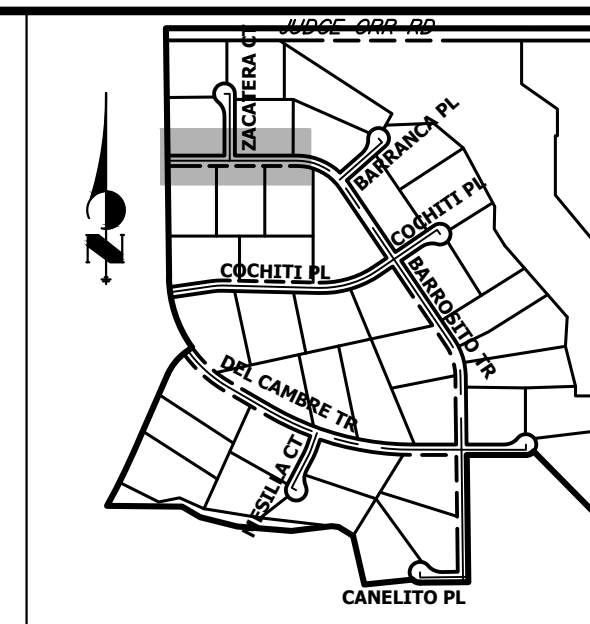 JUDGE ORR RD
ZACATERA CT
BARRANCA PL
COCHITI PL
COCHITI PL
BARROSITO TR
DEL CAMBRE TR
MESILLA CT
CANELITO PL
N